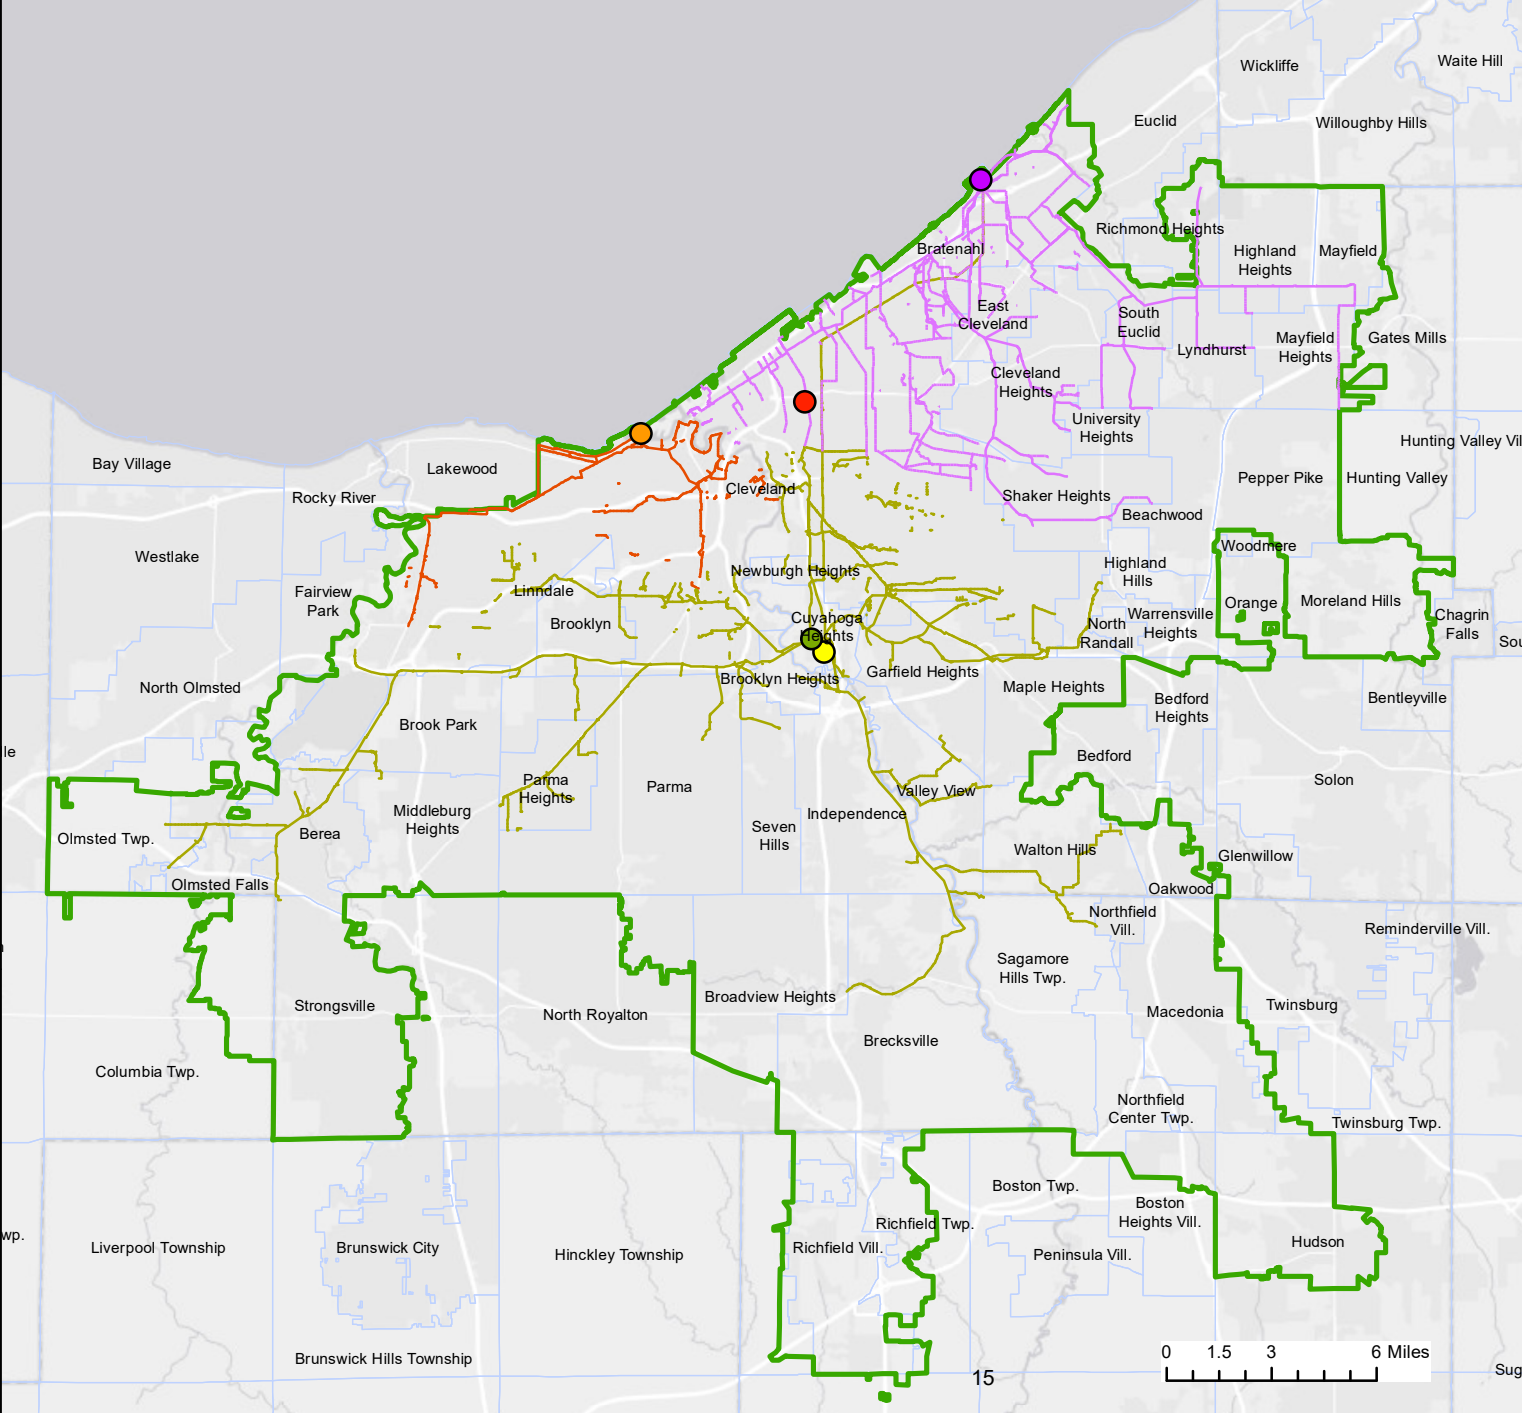 Wickliffe
Waite Hill
Euclid
Willoughby Hills
Richmond Heights
Bratenahl
Highland
Heights
Mayfield
East
Cleveland
South
Euclid
Lyndhurst
Mayfield
Heights
Gates Mills
Cleveland
Heights
University
Heights
Hunting Valley Vil
Bay Village
Lakewood
Rocky River
Cleveland
Shaker Heights
Pepper Pike
Hunting Valley
Beachwood
Westlake
Woodmere
Newburgh Heights
Highland
Hills
Linndale
Fairview
Park
Orange
Moreland Hills
Brooklyn
Cuyahoga
Heights
North
Randall
Warrensville
Heights
Chagrin
Falls
Sou
North Olmsted
Brooklyn Heights
Garfield Heights
Maple Heights
Bedford
Heights
Bentleyville
Brook Park
lle
Bedford
Parma
Heights
Parma
Valley View
Solon
Middleburg
Heights
Independence
Olmsted Twp.
Berea
Seven
Hills
Walton Hills
Glenwillow
Olmsted Falls
Oakwood
Northfield
Vill.
Reminderville Vill.
Sagamore
Hills Twp.
Strongsville
North Royalton
Broadview Heights
Macedonia
Twinsburg
Brecksville
Columbia Twp.
Northfield
Center Twp.
Twinsburg Twp.
Boston Twp.
Boston
Heights Vill.
Richfield Twp.
wp.
Liverpool Township
Brunswick City
Hinckley Township
Richfield Vill.
Peninsula Vill.
Hudson
Brunswick Hills Township
0 1.5 3 6 Miles
15
Sug